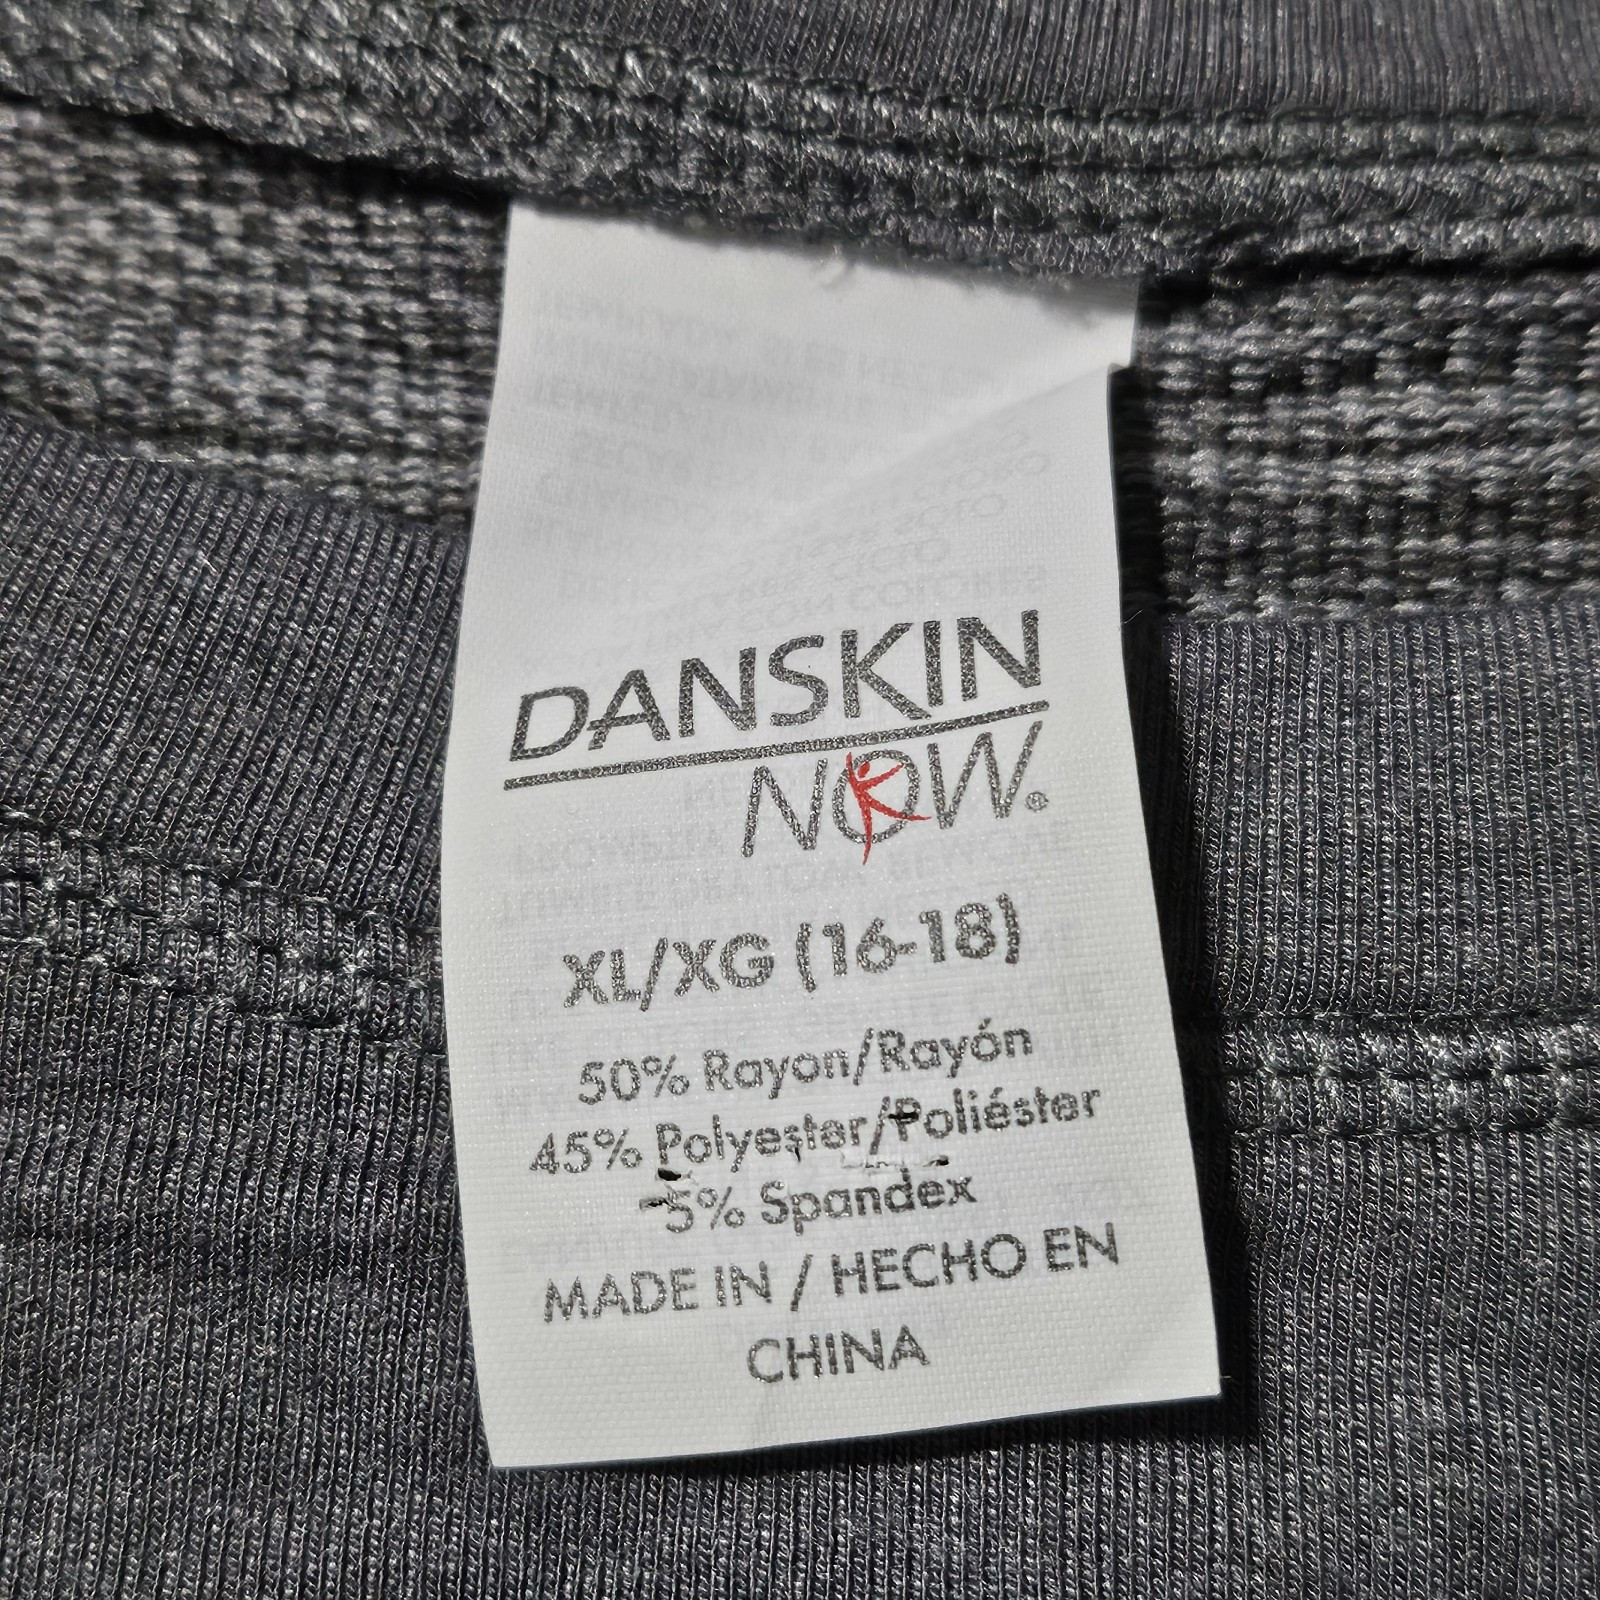 DANSKIN
NOW®
XL/XG (16-18)
50% Rayon/Rayón
45% Polyester/Poliéster
5% Spandex
MADE IN / HECHO EN
CHINA